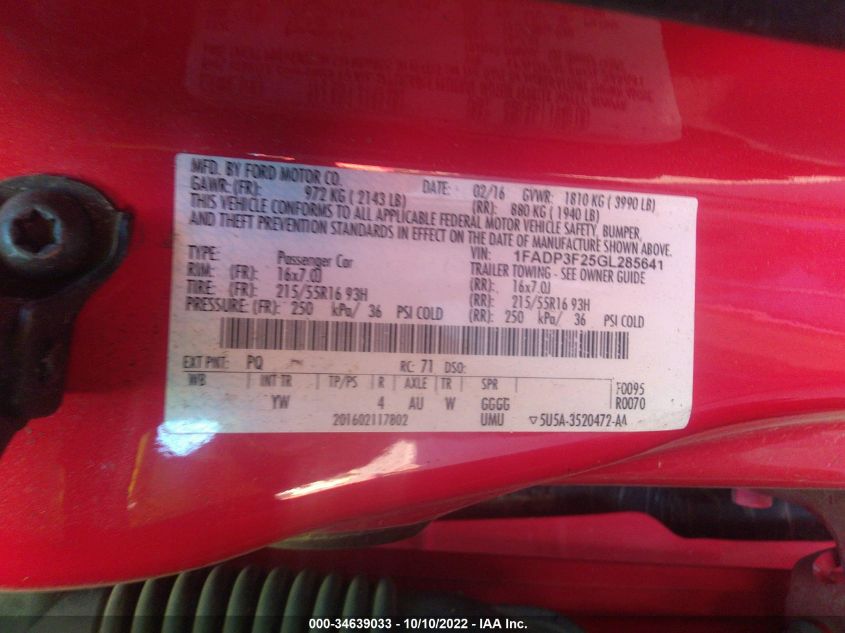 MFD. BY FORD MOTOR CO.
DATE: 02/16 GVWR: 1810 KG ( 3990 LB)
GAWR: (FR): 972 KG ( 2143 LB) (RR): 880 KG ( 1940 LB)
THIS VEHICLE CONFORMS TO ALL APPLICABLE FEDERAL MOTOR VEHICLE SAFETY, BUMPER,
AND THEFT PREVENTION STANDARDS IN EFFECT ON THE DATE OF MANUFACTURE SHOWN ABOVE.
VIN: 1FADP3F25GL285641
TYPE: Passenger Car TRAILER TOWING - SEE OWNER GUIDE
RIM: (FR): 16x7.0J (RR): 16x7.0J
TIRE: (FR): 215/55R16 93H (RR): 215/55R16 93H
PRESSURE: (FR): 250 kPa/ 36 PSI COLD (RR): 250 kPa/ 36 PSI COLD
EXT PNT: PQ RC: 71 DSO:
WB INT TR TP/PS R AXLE TR SPR F0095
YW 4 AU W GGGG R0070
201602117802 UMU ▽5U5A-3520472-AA
000-34639033 - 10/10/2022 - IAA Inc.